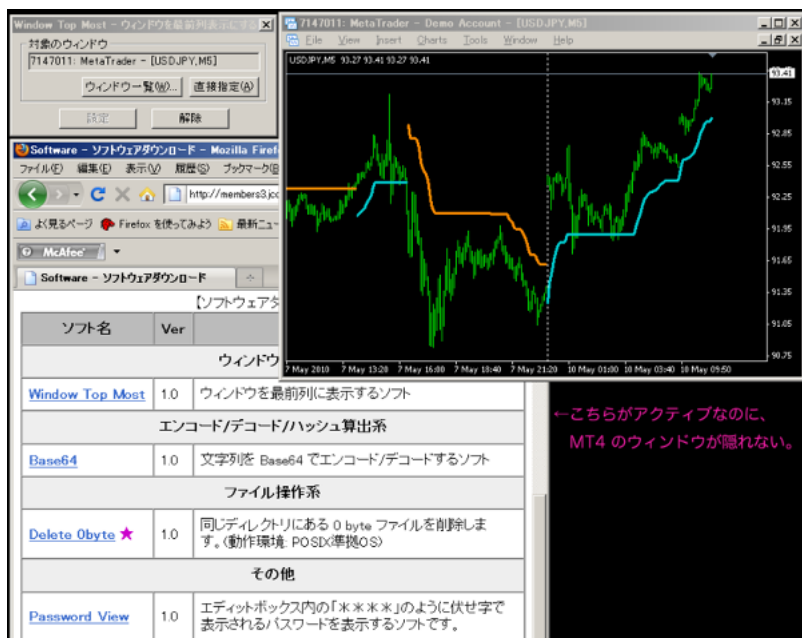 Window Top Most - ウィンドウを最前列表示にする
対象のウィンドウ
7147011: MetaTrader - [USDJPY,M5]
ウィンドウ一覧(W)... 直接指定(A)
設定 解除
7147011: MetaTrader - Demo Account - [USDJPY,M5]
File View Insert Charts Tools Window Help
USDJPY,M5 93.27 93.41 93.27 93.41
93.41
93.15
92.85
92.55
92.25
91.95
91.65
91.35
91.05
90.75
7 May 2010 7 May 13:20 7 May 16:00 7 May 18:40 7 May 21:20 10 May 01:00 10 May 03:40 10 May 09:50
Software - ソフトウェアダウンロード - Mozilla Firef
ファイル(F) 編集(E) 表示(V) 履歴(S) ブックマーク(B
http://members3.jcc
よく見るページ Firefox を使ってみよう 最新ニュー
McAfee
Software - ソフトウェアダウンロード
【ソフトウェアダ
ソフト名 Ver
ウィンドウ
Window Top Most 1.0 ウィンドウを最前列に表示するソフト
エンコード/デコード/ハッシュ算出系
Base64 1.0 文字列を Base64 でエンコード/デコードするソフト
ファイル操作系
Delete 0byte ★ 1.0 同じディレクトリにある 0 byte ファイルを削除しま
す。(動作環境: POSIX準拠OS)
その他
Password View 1.0 エディットボックス内の「＊＊＊＊」のように伏せ字で
表示されるパスワードを表示するソフトです。
←こちらがアクティブなのに、
MT4 のウィンドウが隠れない。